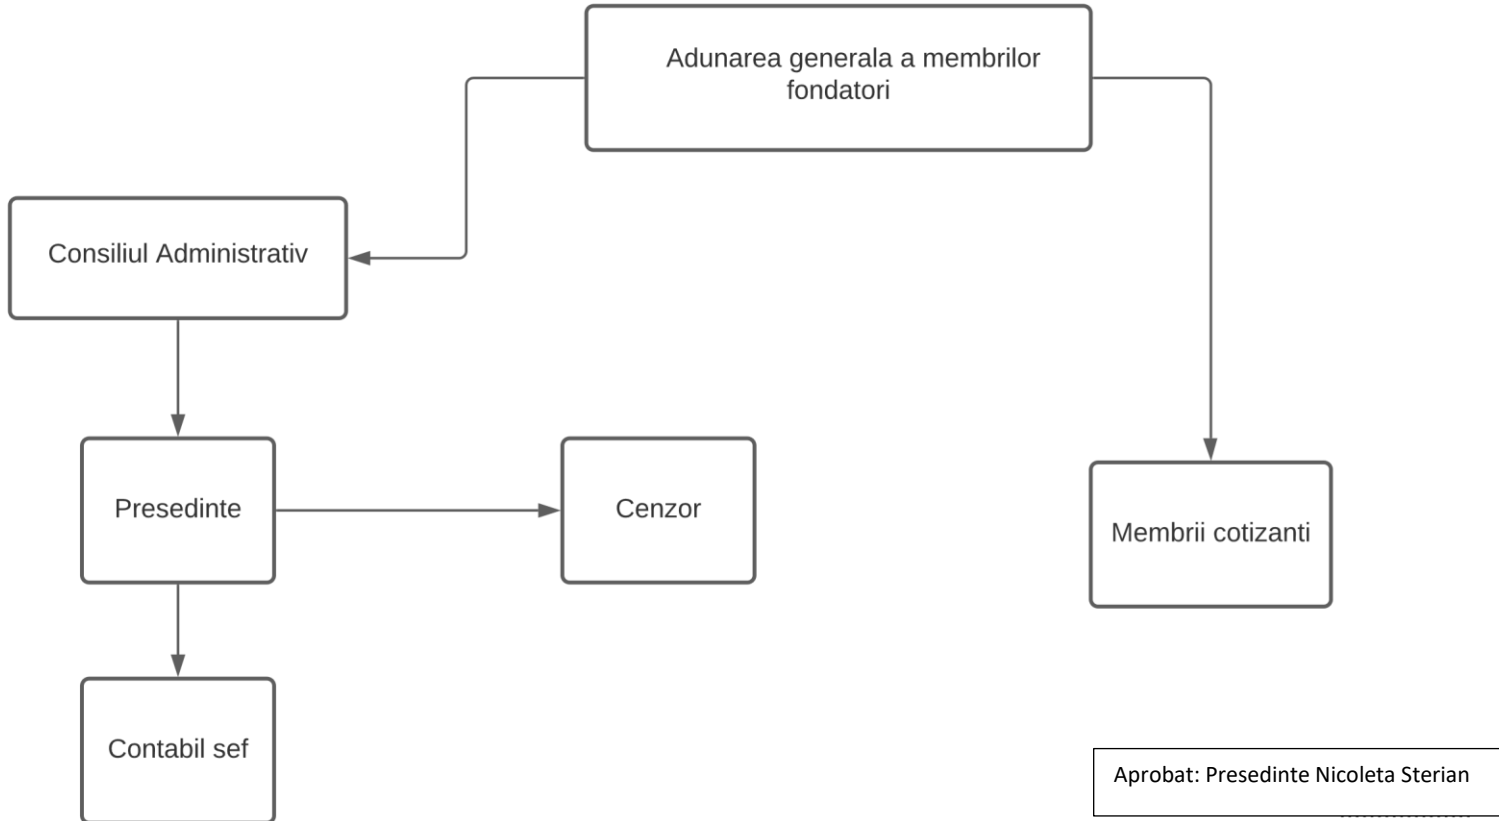 Adunarea generala a membrilor
fondatori
Consiliul Administrativ
Presedinte
Cenzor
Membrii cotizanti
Contabil sef
Aprobat: Presedinte Nicoleta Sterian